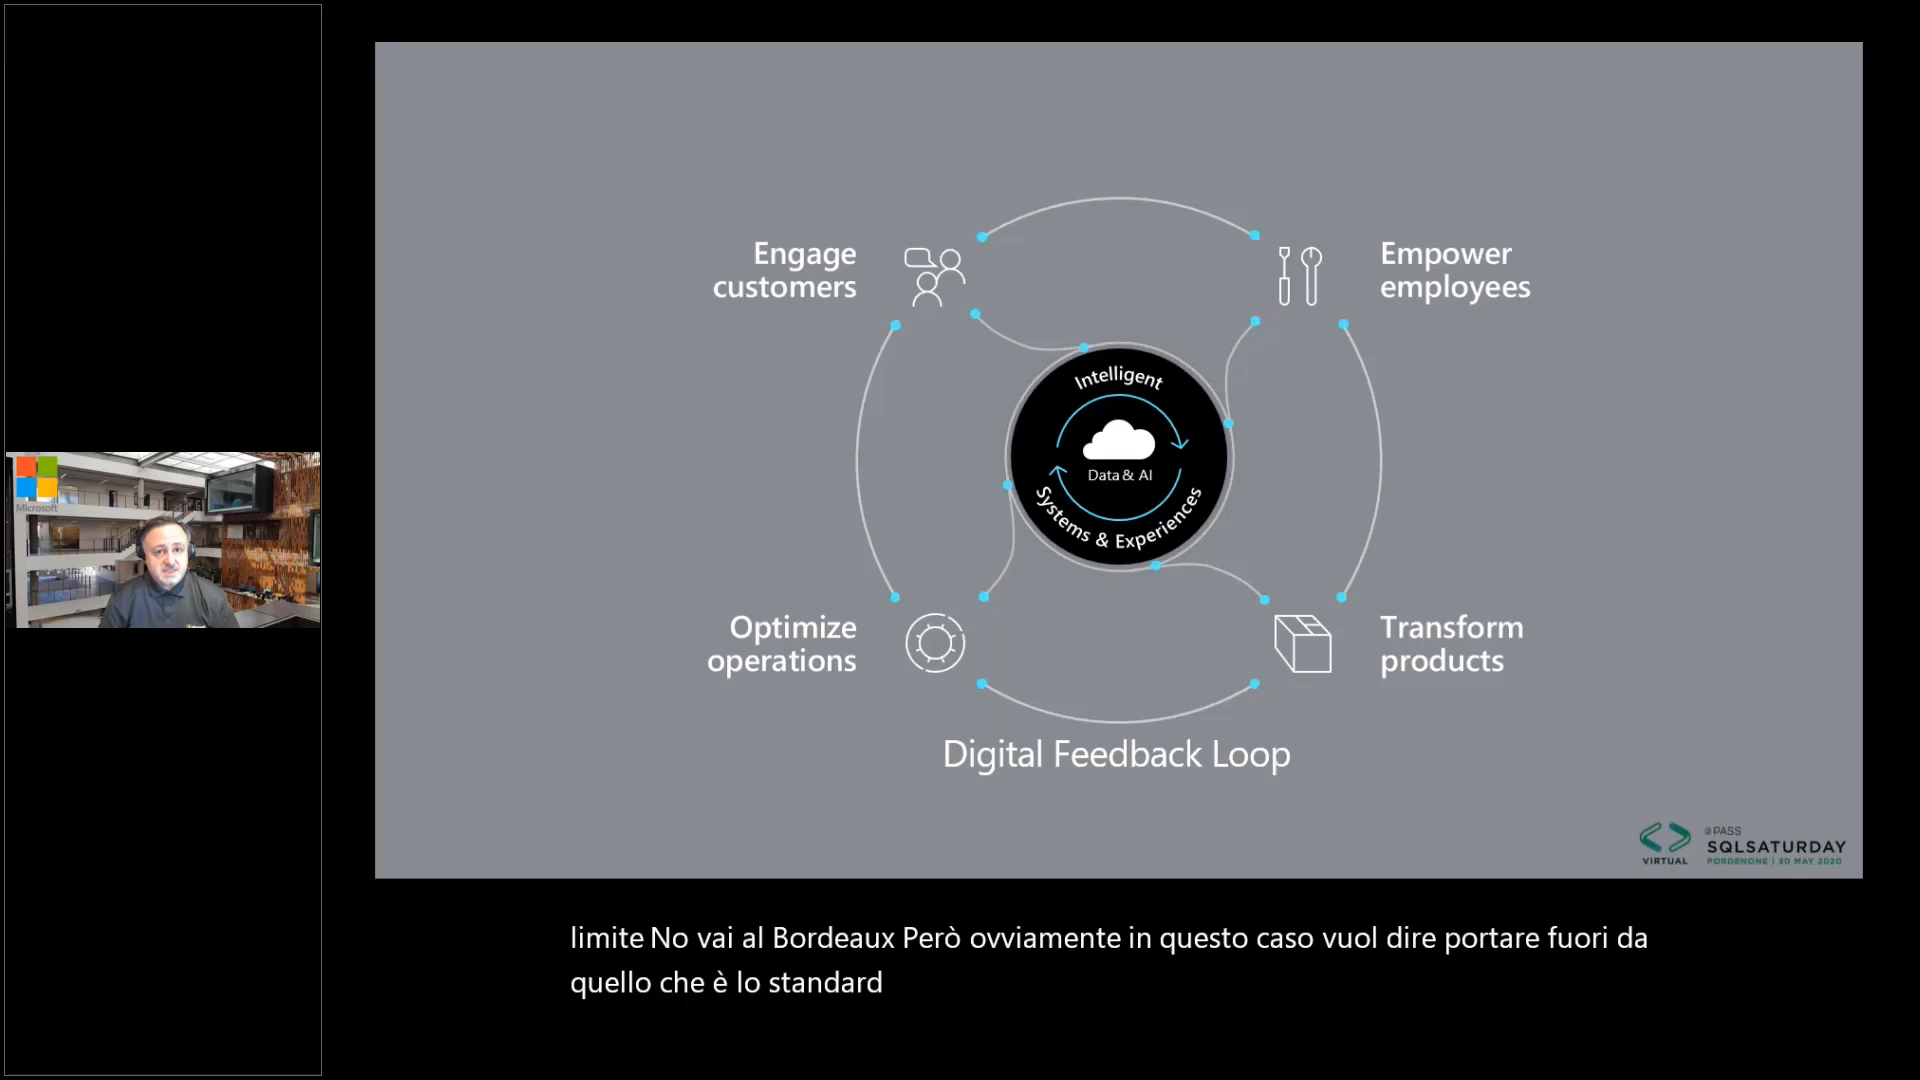 Microsoft
Engage
customers
Empower
employees
Intelligent
Data & AI
Systems & Experiences
Optimize
operations
Transform
products
Digital Feedback Loop
VIRTUAL
@PASS
SQLSATURDAY
PORDENONE | 30 MAY 2020
limite No vai al Bordeaux Però ovviamente in questo caso vuol dire portare fuori da
quello che è lo standard